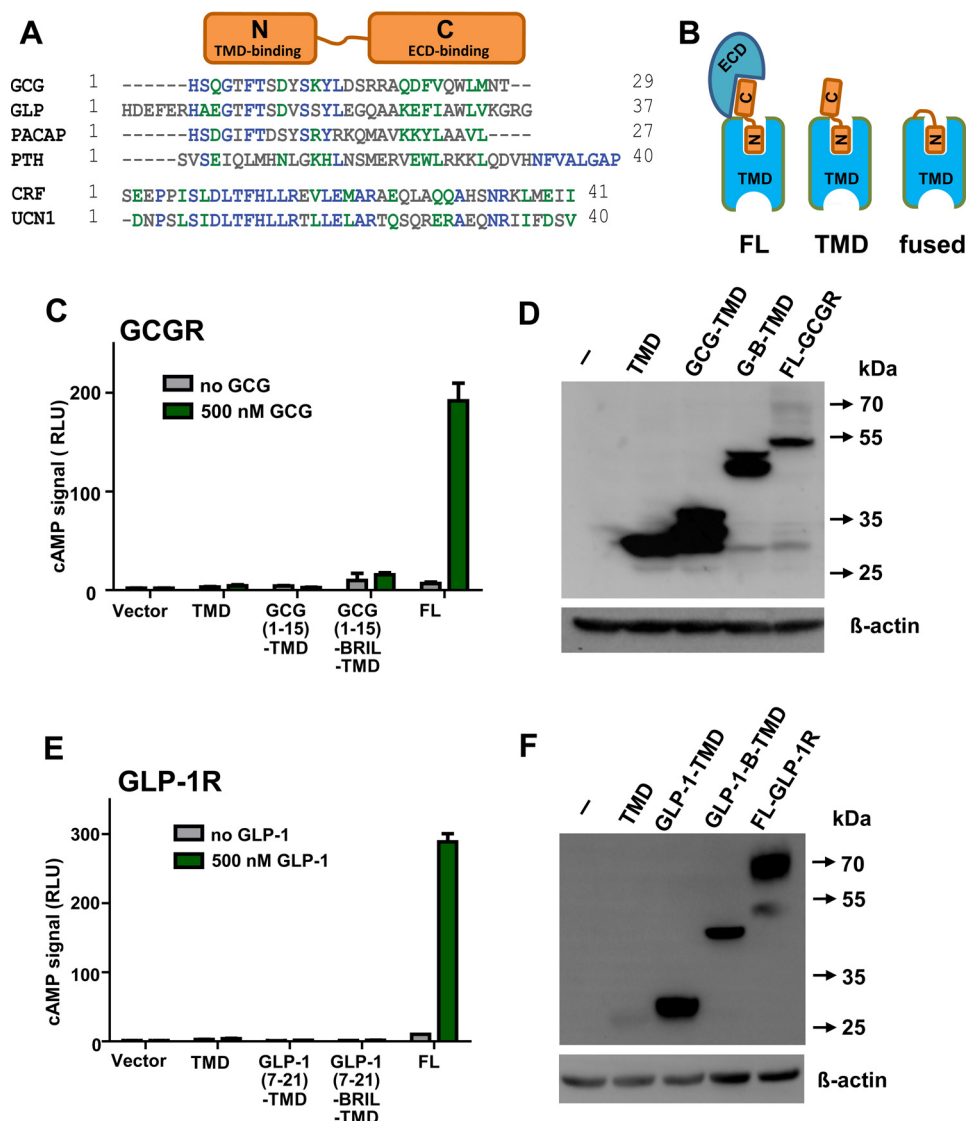 A
N
TMD-binding
C
ECD-binding
GCG 1 ------HSQGTFTSDYSKYLDSRRAQDFVQWLMNT--- 29
GLP 1 HDEFERHAEGTFTSDVSSYLEGQAAKEFIAWLVKGRG 37
PACAP 1 ------HSDGIFTDSYSRYRKQMAVKKYLAAVL---- 27
PTH 1 -----SVSEIQLMHNLGKHLNSMERVEWLRKKLQDVHNFVALGAP 40
CRF 1 SEEPPISLDLTFHLLREVLEMARAEQLAQQAHSNRKLMEII 41
UCN1 1 -DNPSLSIDLTFHLLRTLLELARTQSQRERAEQNRIIFDSV 40
B
ECD
C C
N N N
TMD TMD TMD
FL TMD fused
C
GCGR
no GCG
500 nM GCG
cAMP signal ( RLU)
200
100
0
Vector TMD GCG (1-15) -TMD GCG (1-15) -BRIL -TMD FL
D
– TMD GCG-TMD G-B-TMD FL-GCGR
kDa
70
55
35
25
ß-actin
E
GLP-1R
no GLP-1
500 nM GLP-1
cAMP signal (RLU)
300
200
100
0
Vector TMD GLP-1 (7-21) -TMD GLP-1 (7-21) -BRIL -TMD FL
F
– TMD GLP-1-TMD GLP-1-B-TMD FL-GLP-1R
kDa
70
55
35
25
ß-actin